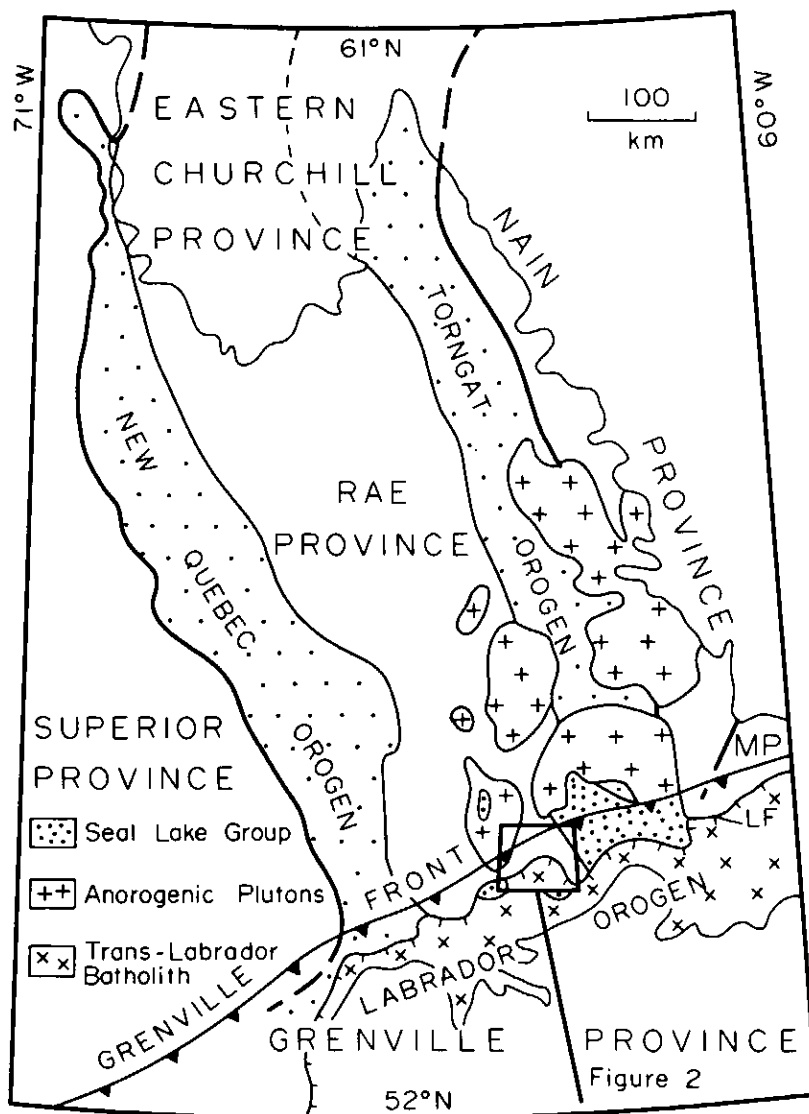 61°N
71°W
60°W
100
km
EASTERN
CHURCHILL
PROVINCE
NAIN
PROVINCE
TORNGAT
OROGEN
NEW
QUEBEC
OROGEN
RAE
PROVINCE
SUPERIOR
PROVINCE
Seal Lake Group
Anorogenic Plutons
Trans-Labrador
Batholith
MP
LF
GRENVILLE
FRONT
LABRADORS
OROGEN
GRENVILLE
PROVINCE
Figure 2
52°N